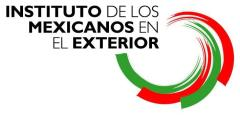 INSTITUTO DE LOS
MEXICANOS EN
EL EXTERIOR